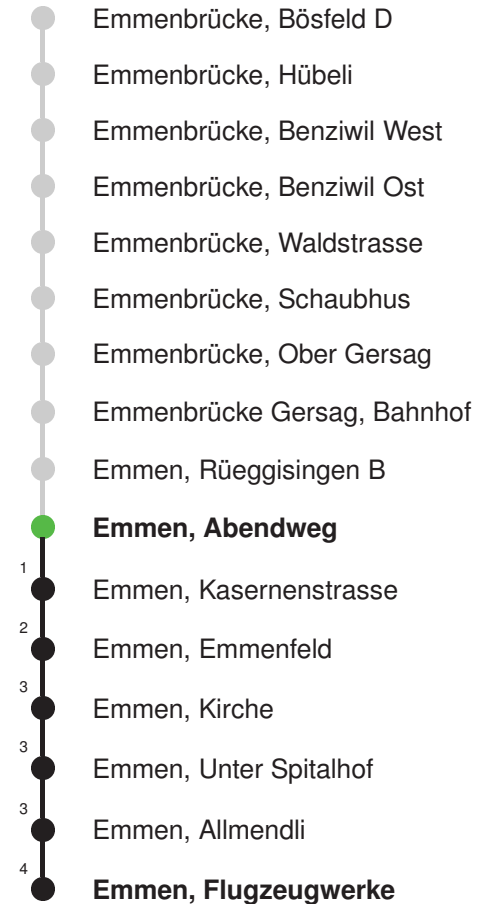 Emmenbrücke, Bösfeld D
Emmenbrücke, Hübeli
Emmenbrücke, Benziwil West
Emmenbrücke, Benziwil Ost
Emmenbrücke, Waldstrasse
Emmenbrücke, Schaubhus
Emmenbrücke, Ober Gersag
Emmenbrücke Gersag, Bahnhof
Emmen, Rüeggisingen B
Emmen, Abendweg
1 Emmen, Kasernenstrasse
2 Emmen, Emmenfeld
3 Emmen, Kirche
3 Emmen, Unter Spitalhof
3 Emmen, Allmendli
4 Emmen, Flugzeugwerke